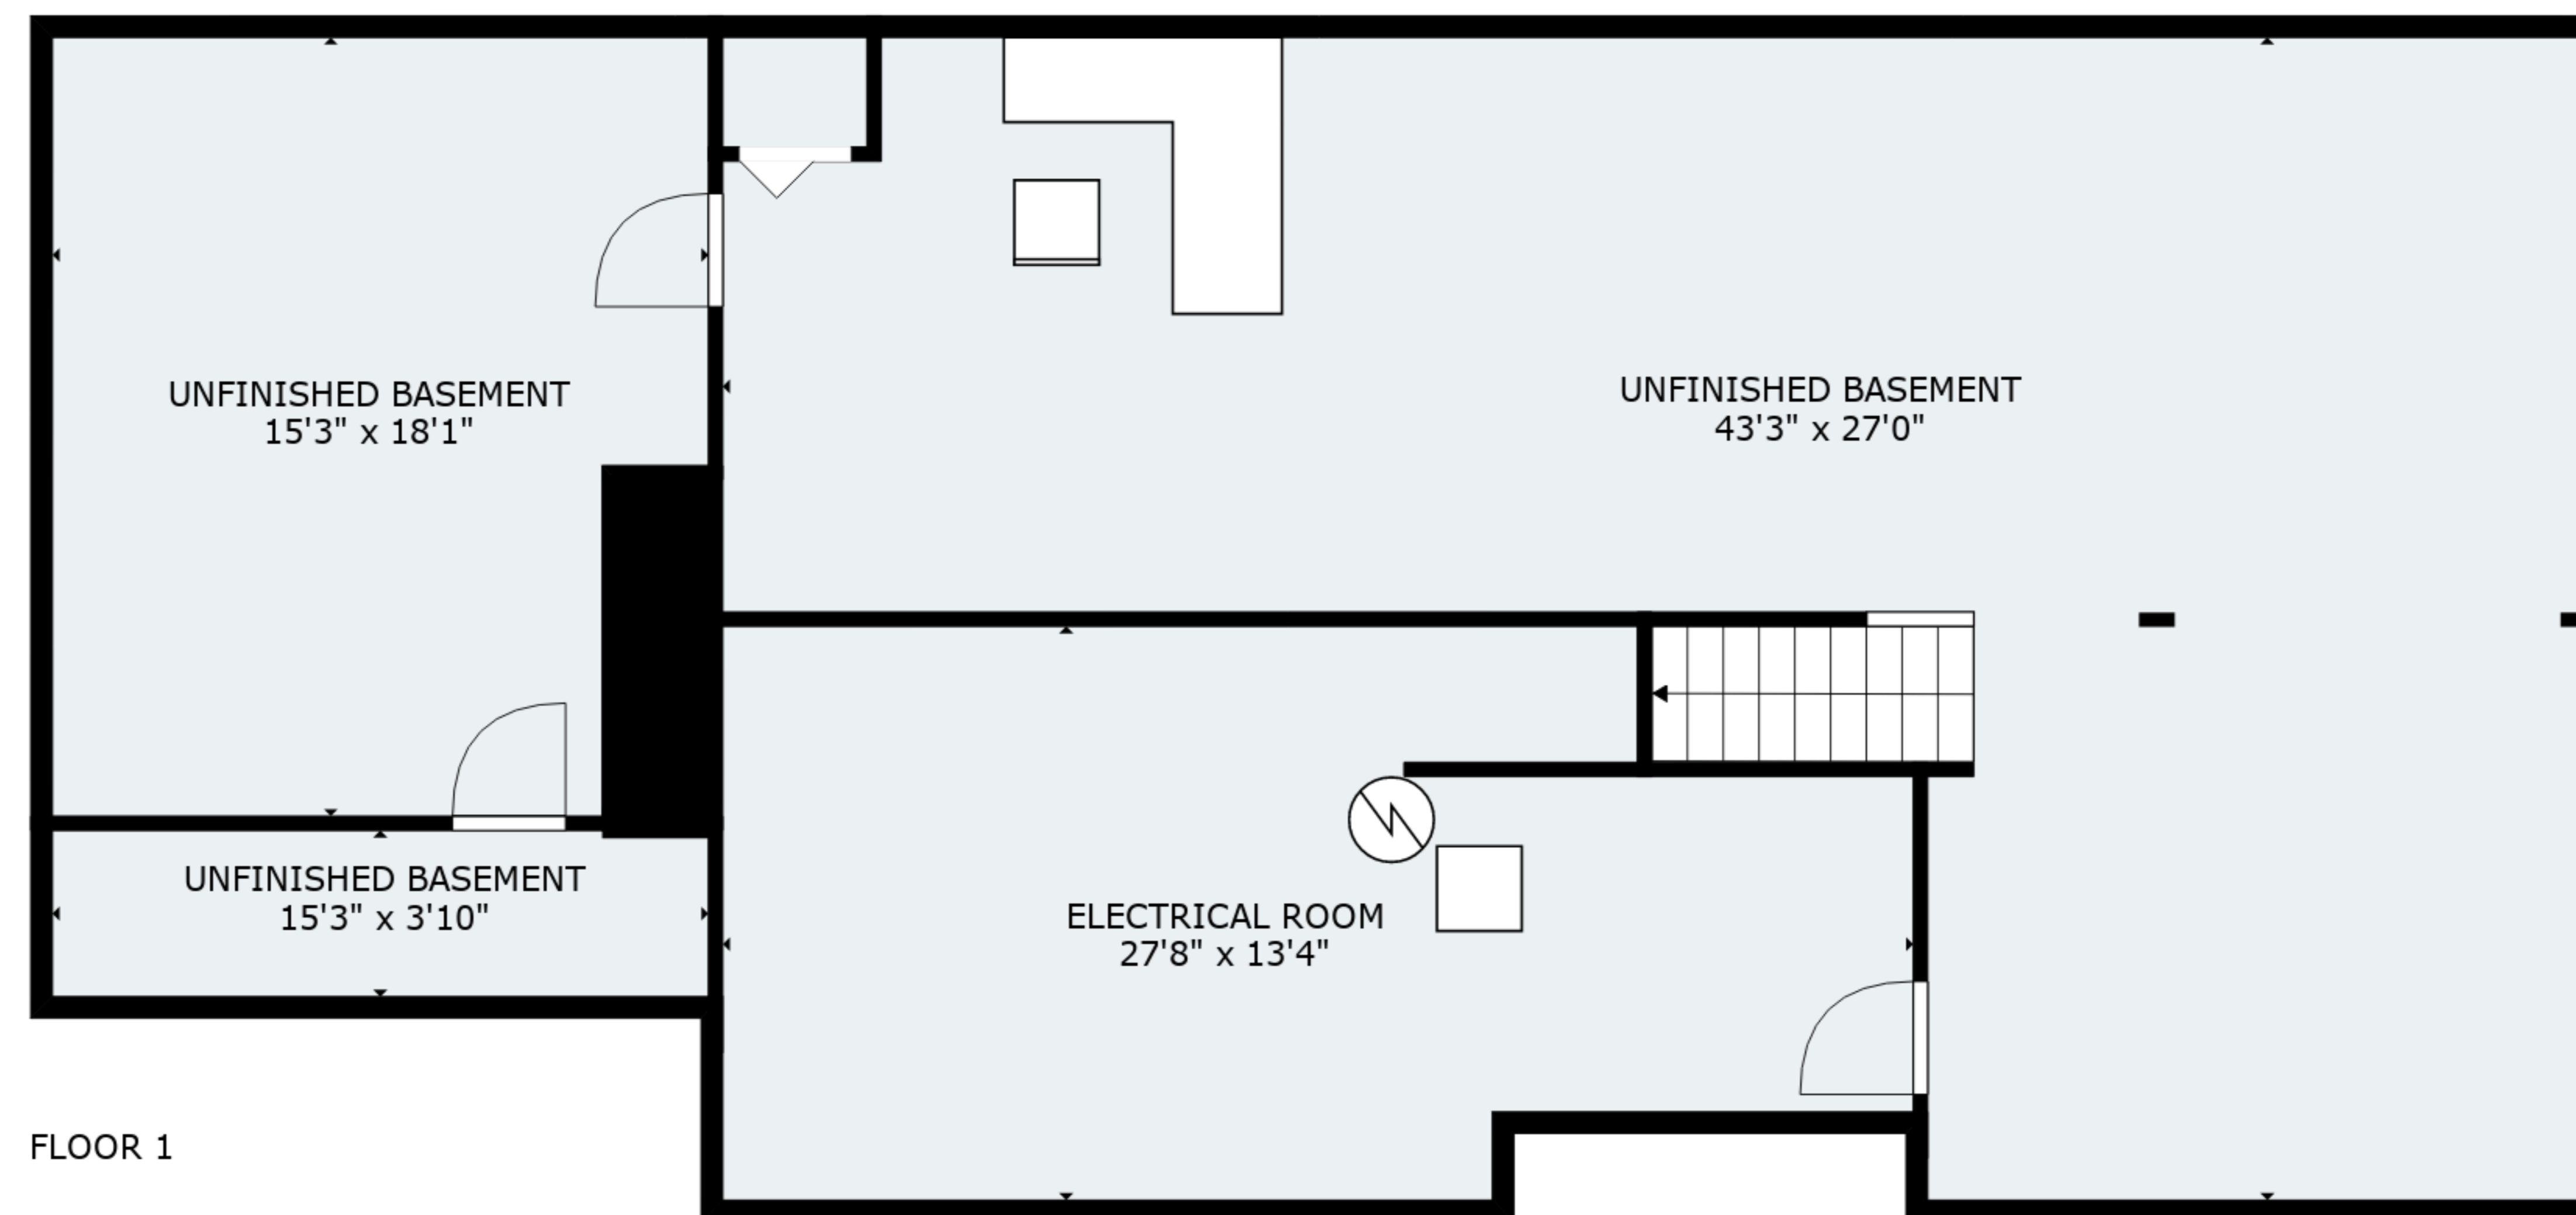 UNFINISHED BASEMENT
15'3" x 18'1"
UNFINISHED BASEMENT
43'3" x 27'0"
UNFINISHED BASEMENT
15'3" x 3'10"
ELECTRICAL ROOM
27'8" x 13'4"
FLOOR 1